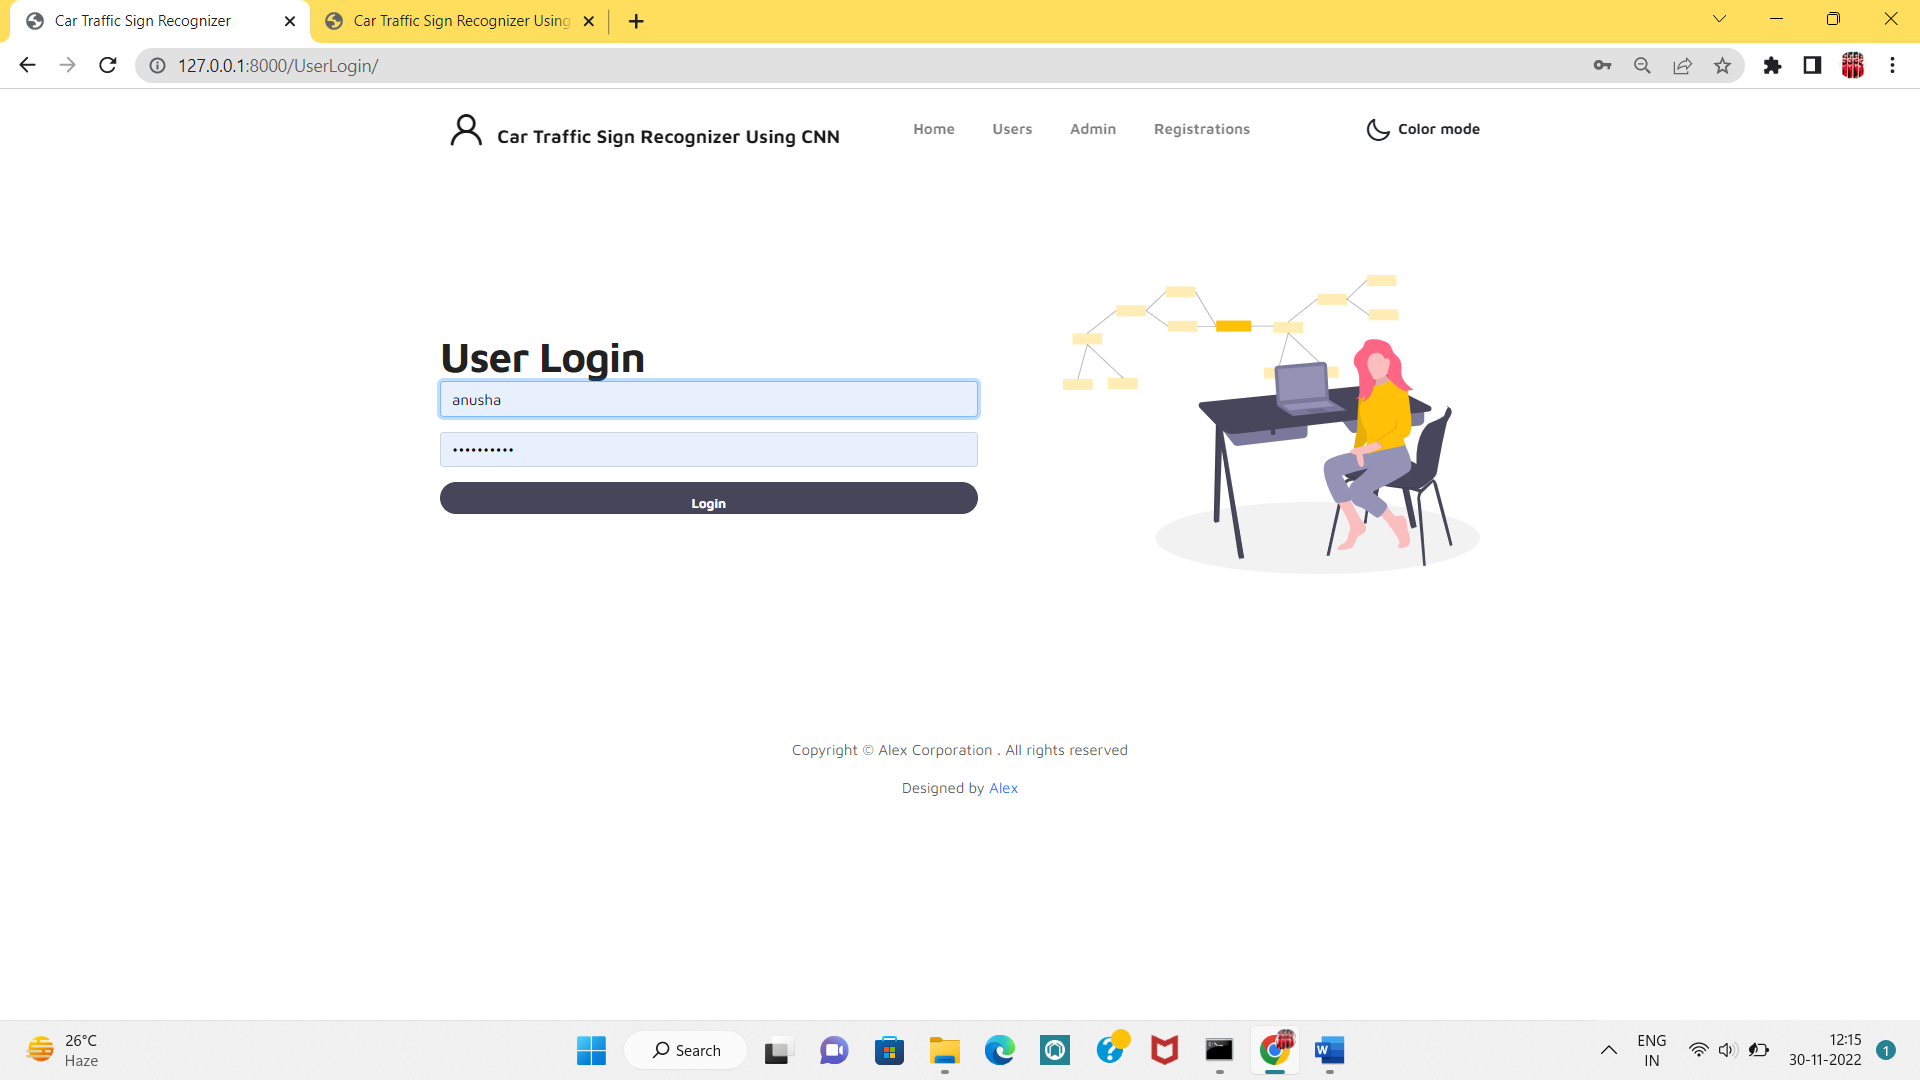 Car Traffic Sign Recognizer
Car Traffic Sign Recognizer Using
127.0.0.1:8000/UserLogin/
Car Traffic Sign Recognizer Using CNN
Home
Users
Admin
Registrations
Color mode
User Login
anusha
••••••••••
Login
Copyright © Alex Corporation . All rights reserved
Designed by Alex
26°C
Haze
Search
ENG
IN
12:15
30-11-2022
1